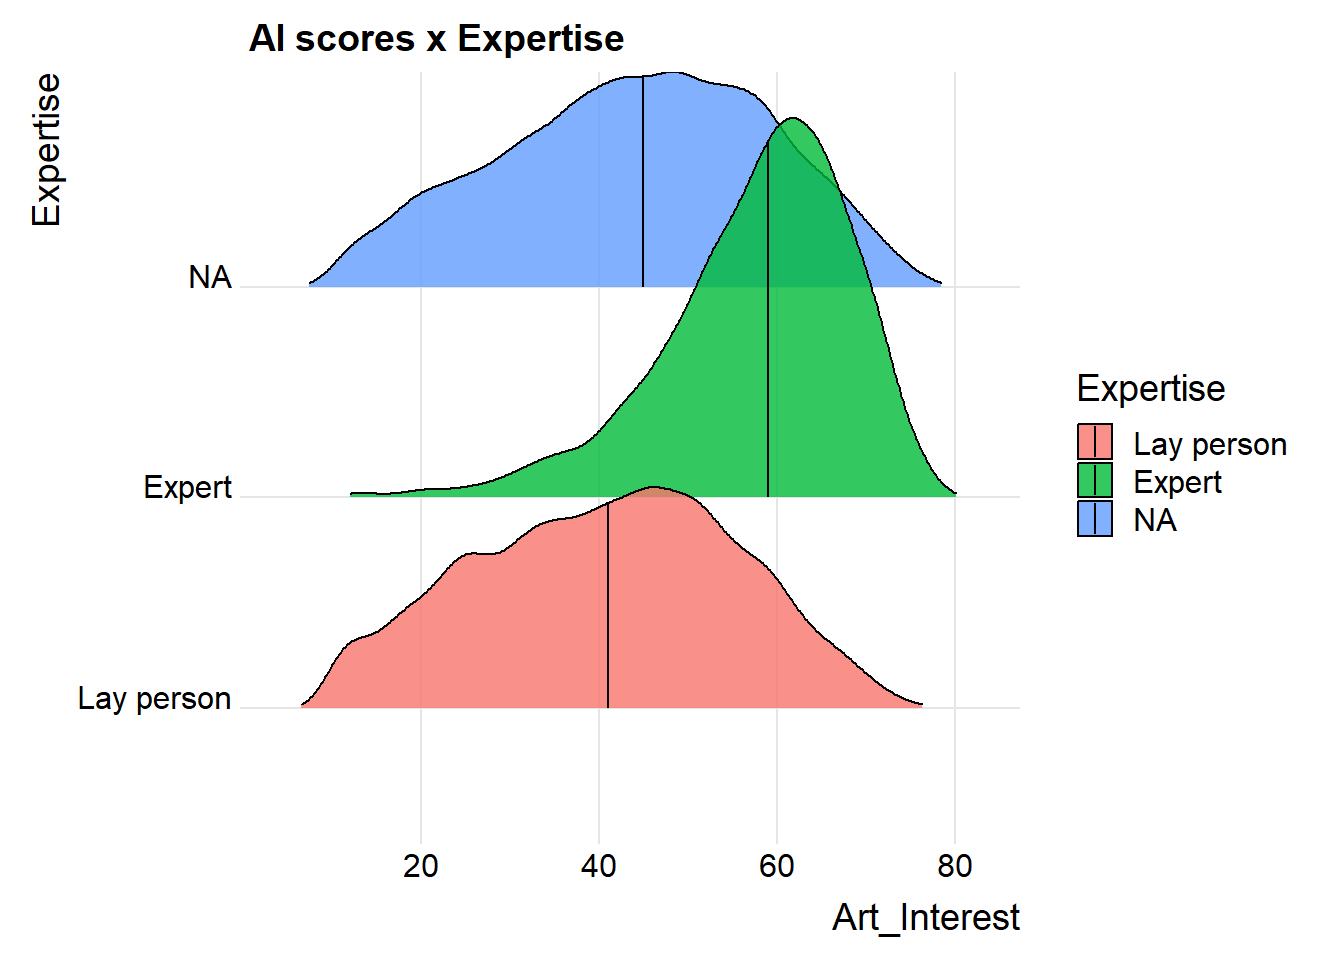 AI scores x Expertise
Expertise
NA
Expert
Lay person
20 40 60 80
Art_Interest
Expertise
Lay person
Expert
NA